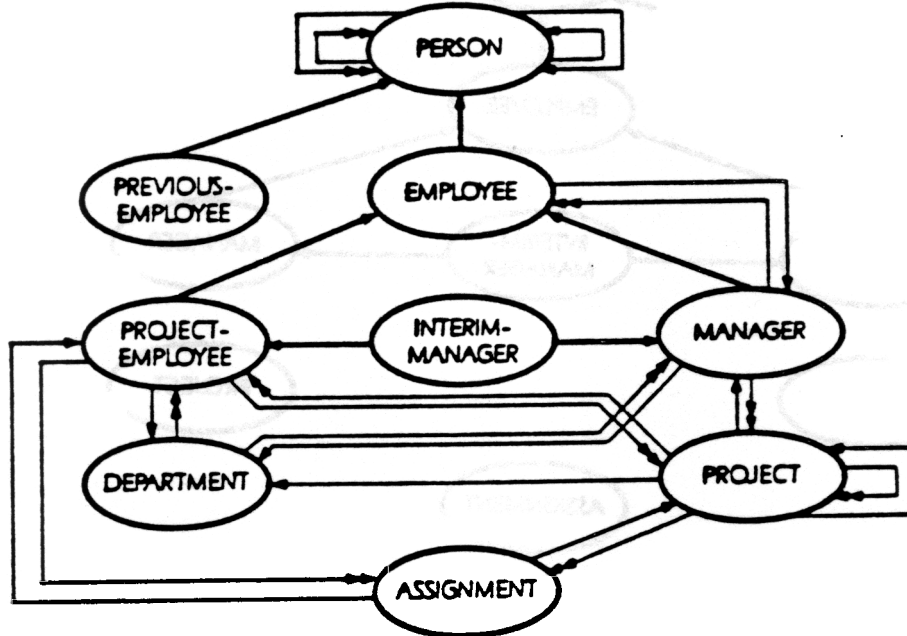 PERSON
PREVIOUS-
EMPLOYEE
EMPLOYEE
PROJECT-
EMPLOYEE
INTERIM-
MANAGER
MANAGER
DEPARTMENT
PROJECT
ASSIGNMENT